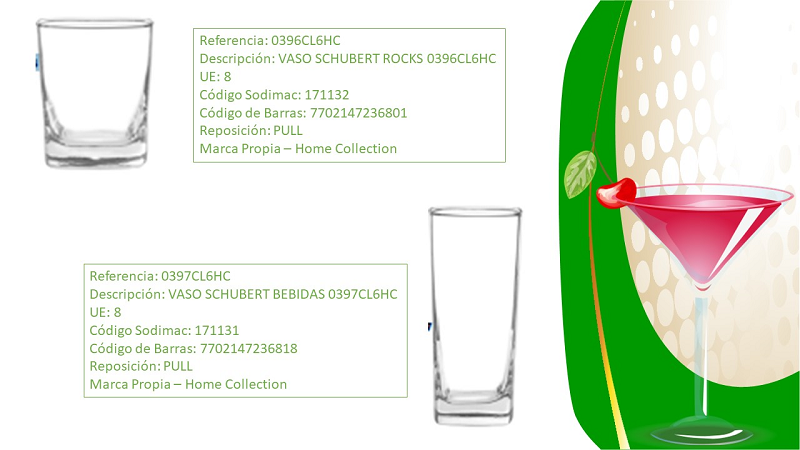 Referencia: 0396CL6HC
Descripción: VASO SCHUBERT ROCKS 0396CL6HC
UE: 8
Código Sodimac: 171132
Código de Barras: 7702147236801
Reposición: PULL
Marca Propia – Home Collection
Referencia: 0397CL6HC
Descripción: VASO SCHUBERT BEBIDAS 0397CL6HC
UE: 8
Código Sodimac: 171131
Código de Barras: 7702147236818
Reposición: PULL
Marca Propia – Home Collection